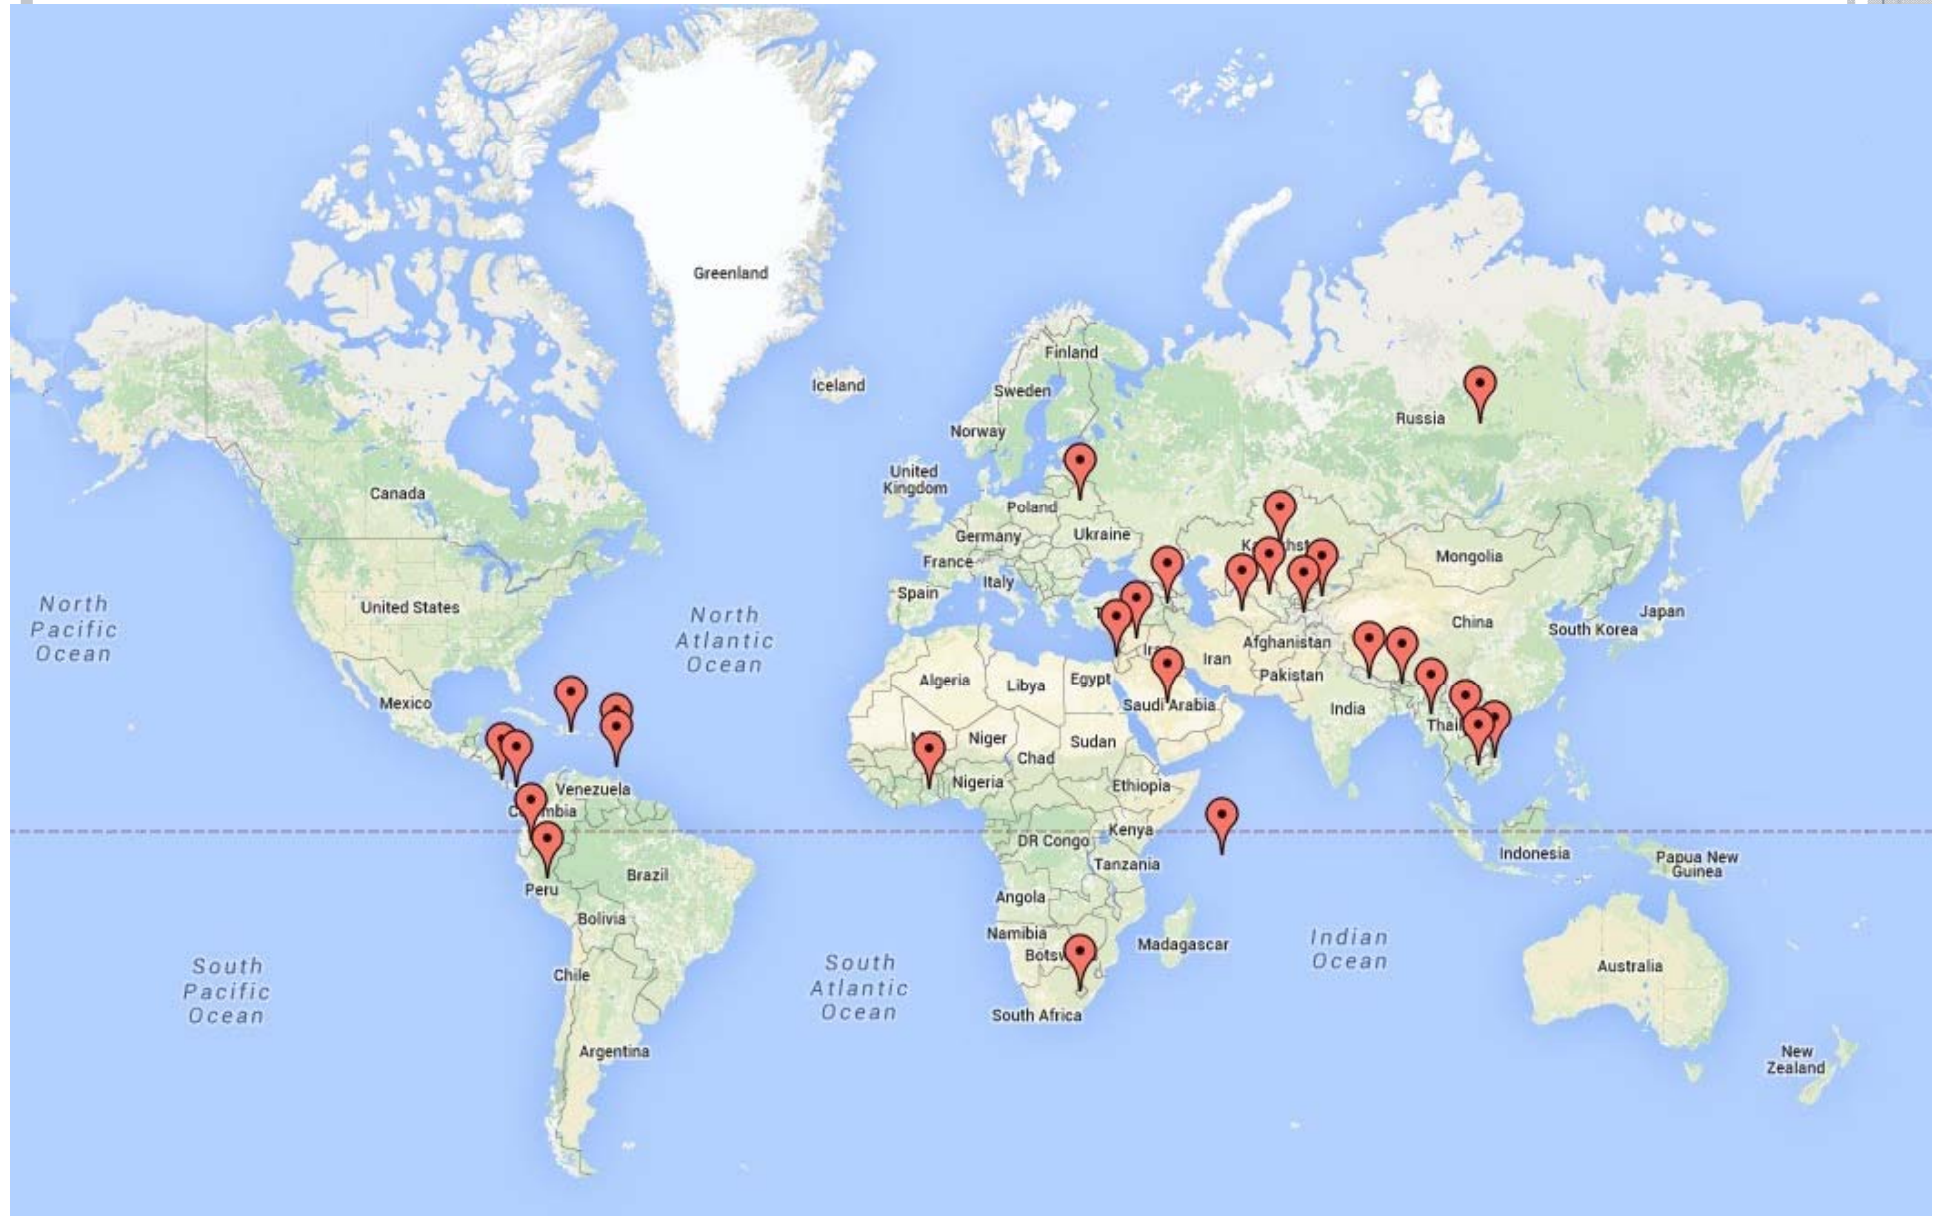 Greenland
Finland
Iceland
Sweden
Russia
Norway
United
Kingdom
Canada
Poland
Germany
Ukraine
Mongolia
France
Italy
Spain
North
Pacific
Ocean
United States
North
Atlantic
Ocean
Japan
China
South Korea
Afghanistan
Iran
Pakistan
Algeria
Libya
Egypt
Mexico
Saudi Arabia
India
Niger
Sudan
Chad
Nigeria
Ethiopia
Venezuela
Kenya
DR Congo
Tanzania
Indonesia
Papua New
Guinea
Brazil
Peru
Angola
Bolivia
Namibia
Madagascar
Indian
Ocean
South
Pacific
Ocean
South
Atlantic
Ocean
Chile
Australia
South Africa
Argentina
New
Zealand